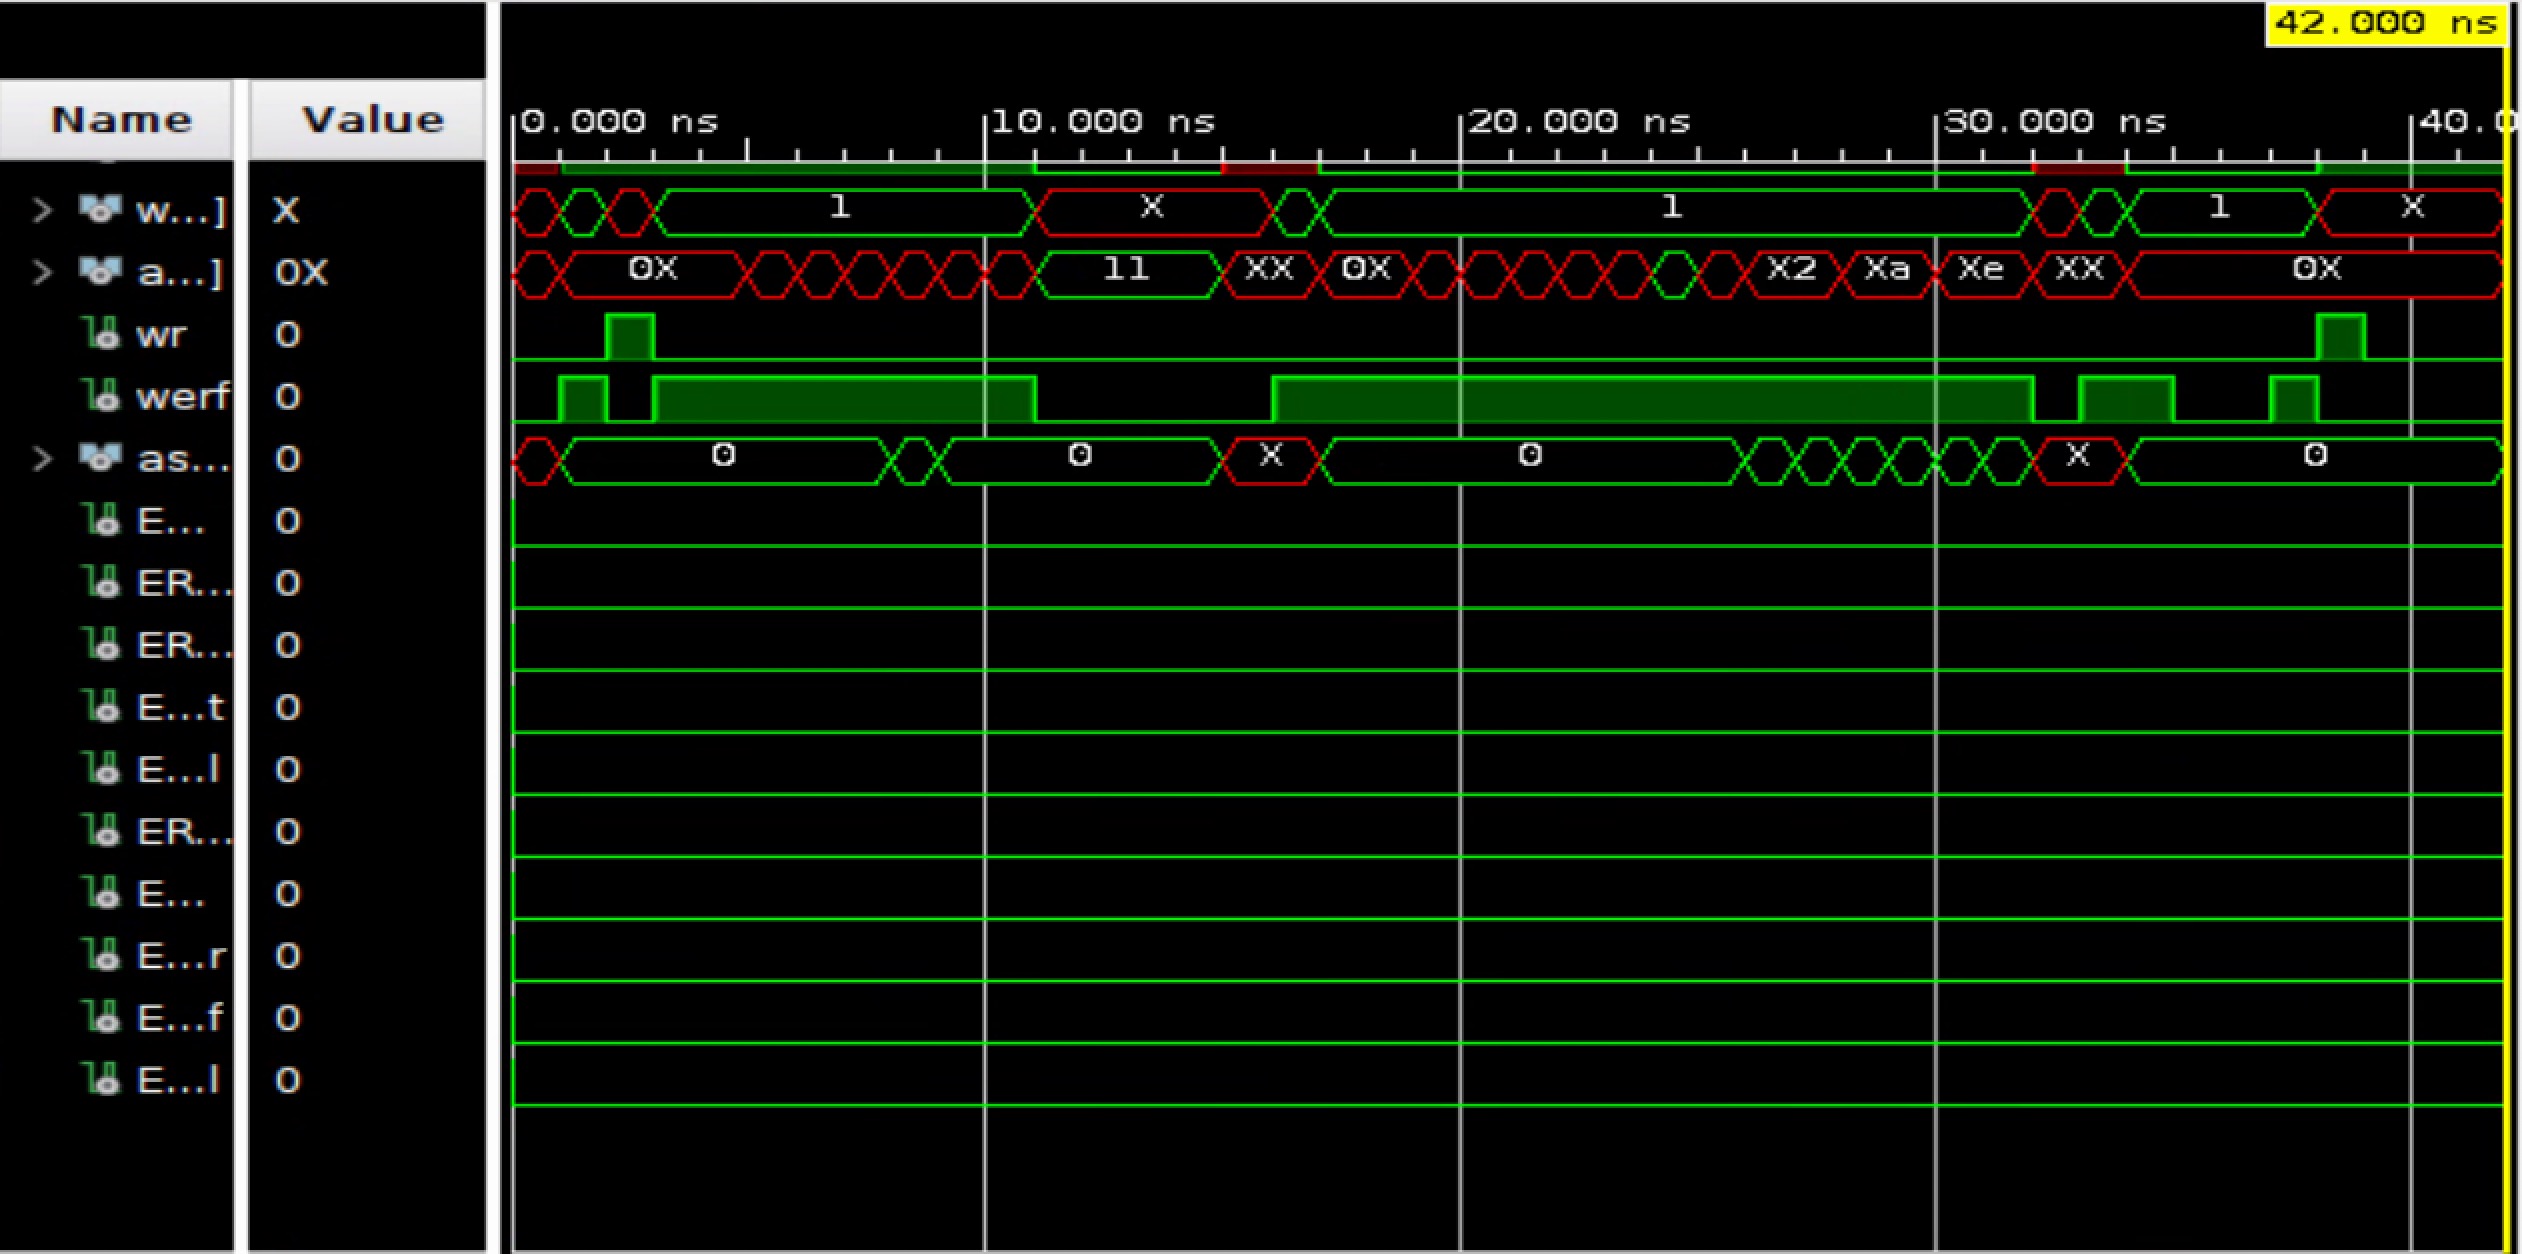 42.000 ns
Name Value
0.000 ns 10.000 ns 20.000 ns 30.000 ns 40.0
w...] X 1 X 1 1 X
a...] 0X 0X 11 XX 0X X2 Xa Xe XX 0X
wr 0
werf 0
as... 0 0 0 X 0 X 0
E... 0
ER... 0
ER... 0
E...t 0
E...l 0
ER... 0
E... 0
E...r 0
E...f 0
E...l 0